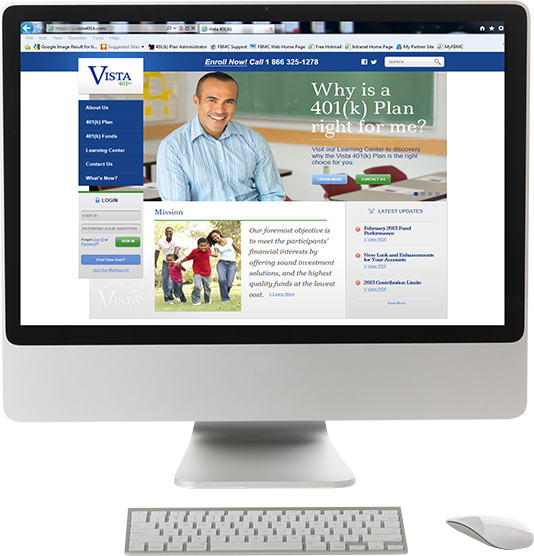 vista401k.com
Vista 401(k)
File Edit View Favorites Tools Help
Google Image Result for h... Suggested Sites 401(k) Plan Administrator FBMC Support FBMC Web Home Page Free Hotmail Intranet Home Page My Partner Site MyFBMC
Enroll Now! Call 1 866 325-1278
SEARCH
VISTA
401(k)
About Us
401(k) Plan
401(k) Funds
Learning Center
Contact Us
What's Now?
Why is a
401(k) Plan
right for me?
Visit our Learning Center to discover
why the Vista 401(k) Plan is the right
choice for you.
LEARN MORE CONTACT US
LOGIN
USER ID
PASSWORD (CASE SENSITIVE)
Forgot User ID or
Password?
SIGN IN
First Time User?
Join Our Mailing List
Mission
Our foremost objective is
to meet the participants'
financial interests by
offering sound investment
solutions, and the highest
quality funds at the lowest
cost. Learn More
LATEST UPDATES
February 2013 Fund
Performance
View PDF
New Look and Enhancements
for Your Accounts
View PDF
2013 Contribution Limits
View PDF
View More
VISTA